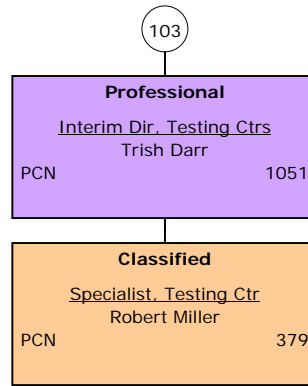 103
Professional
Interim Dir, Testing Ctrs
Trish Darr
PCN 1051
Classified
Specialist, Testing Ctr
Robert Miller
PCN 379